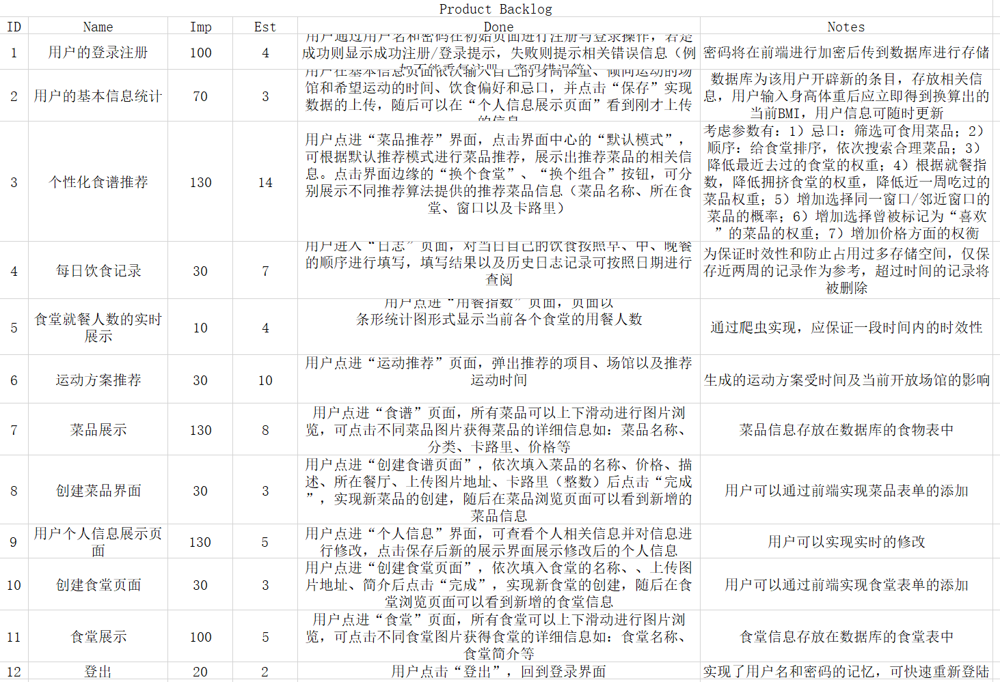 Product Backlog
ID Name Imp Est Done Notes
1 用户的登录注册 100 4
用户通过用户名和密码在初始页面进行注册与登录操作，若是
成功则显示成功注册/登录提示，失败则提示相关错误信息（例
如不能重复注册、密码错误等）
密码将在前端进行加密后传到数据库进行存储
2 用户的基本信息统计 70 3
用户在基本信息页面依次输入自己的身高体重、倾向运动的场
馆和希望运动的时间、饮食偏好和忌口，并点击“保存”实现
数据的上传，随后可以在“个人信息展示页面”看到刚才上传
的信息
数据库为该用户开辟新的条目，存放相关信
息，用户输入身高体重后应立即得到换算出的
当前BMI，用户信息可随时更新
3 个性化食谱推荐 130 14
用户点进“菜品推荐”界面，点击界面中心的“默认模式”，
可根据默认推荐模式进行菜品推荐，展示出推荐菜品的相关信
息。点击界面边缘的“换个食堂”、“换个组合”按钮，可分
别展示不同推荐算法提供的推荐菜品信息（菜品名称、所在食
堂、窗口以及卡路里）
考虑参数有：1）忌口：筛选可食用菜品；2）
顺序：给食堂排序，依次搜索合理菜品；3）
降低最近去过的食堂的权重；4）根据就餐指
数，降低拥挤食堂的权重，降低近一周吃过的
菜品权重；5）增加选择同一窗口/邻近窗口的
菜品的概率；6）增加选择曾被标记为“喜欢
”的菜品的权重；7）增加价格方面的权衡
4 每日饮食记录 30 7
用户进入“日志”页面，对当日自己的饮食按照早、中、晚餐
的顺序进行填写，填写结果以及历史日志记录可按照日期进行
查阅
为保证时效性和防止占用过多存储空间，仅保
存近两周的记录作为参考，超过时间的记录将
被删除
5 食堂就餐人数的实时
展示
10 4
用户点进“用餐指数”页面，页面以
条形统计图形式显示当前各个食堂的用餐人数
通过爬虫实现，应保证一段时间内的时效性
6 运动方案推荐 30 10
用户点进“运动推荐”页面，弹出推荐的项目、场馆以及推荐
运动时间
生成的运动方案受时间及当前开放场馆的影响
7 菜品展示 130 8
用户点进“食谱”页面，所有菜品可以上下滑动进行图片浏
览，可点击不同菜品图片获得菜品的详细信息如：菜品名称、
分类、卡路里、价格等
菜品信息存放在数据库的食物表中
8 创建菜品界面 30 3
用户点进“创建食谱页面”，依次填入菜品的名称、价格、描
述、所在餐厅、上传图片地址、卡路里（整数）后点击“完成
”，实现新菜品的创建，随后在菜品浏览页面可以看到新增的
菜品信息
用户可以通过前端实现菜品表单的添加
9 用户个人信息展示页
面
130 5
用户点进“个人信息”界面，可查看个人相关信息并对信息进
行修改，点击保存后新的展示界面展示修改后的个人信息
用户可以实现实时的修改
10 创建食堂页面 30 3
用户点进“创建食堂页面”，依次填入食堂的名称、、上传图
片地址、简介后点击“完成”，实现新食堂的创建，随后在食
堂浏览页面可以看到新增的食堂信息
用户可以通过前端实现食堂表单的添加
11 食堂展示 100 5
用户点进“食堂”页面，所有食堂可以上下滑动进行图片浏
览，可点击不同食堂图片获得食堂的详细信息如：食堂名称、
食堂简介等
食堂信息存放在数据库的食堂表中
12 登出 20 2
用户点击“登出”，回到登录界面
实现了用户名和密码的记忆，可快速重新登陆